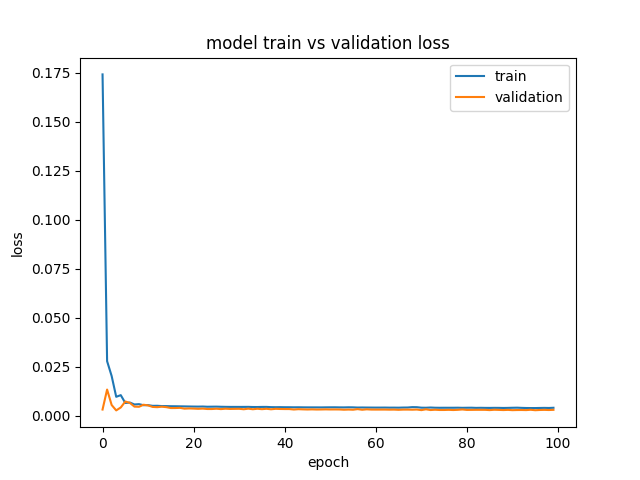 model train vs validation loss
train
validation
0.175
0.150
0.125
0.100
0.075
0.050
0.025
0.000
loss
0 20 40 60 80 100
epoch